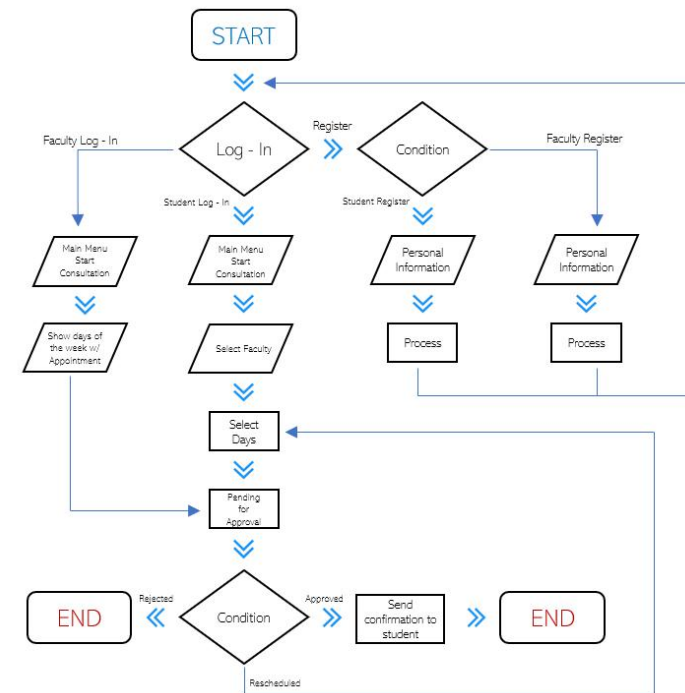 START
Register
Faculty Log - In
Faculty Register
Log - In
Condition
Student Log - In
Student Register
Main Menu
Start
Consultation
Main Menu
Start
Consultation
Personal
Information
Personal
Information
Show days of
the week w/
Appointment
Select Faculty
Process
Process
Select
Days
Pending
for
Approval
Rejected
Approved
END
Condition
Send
confirmation to
student
END
Rescheduled